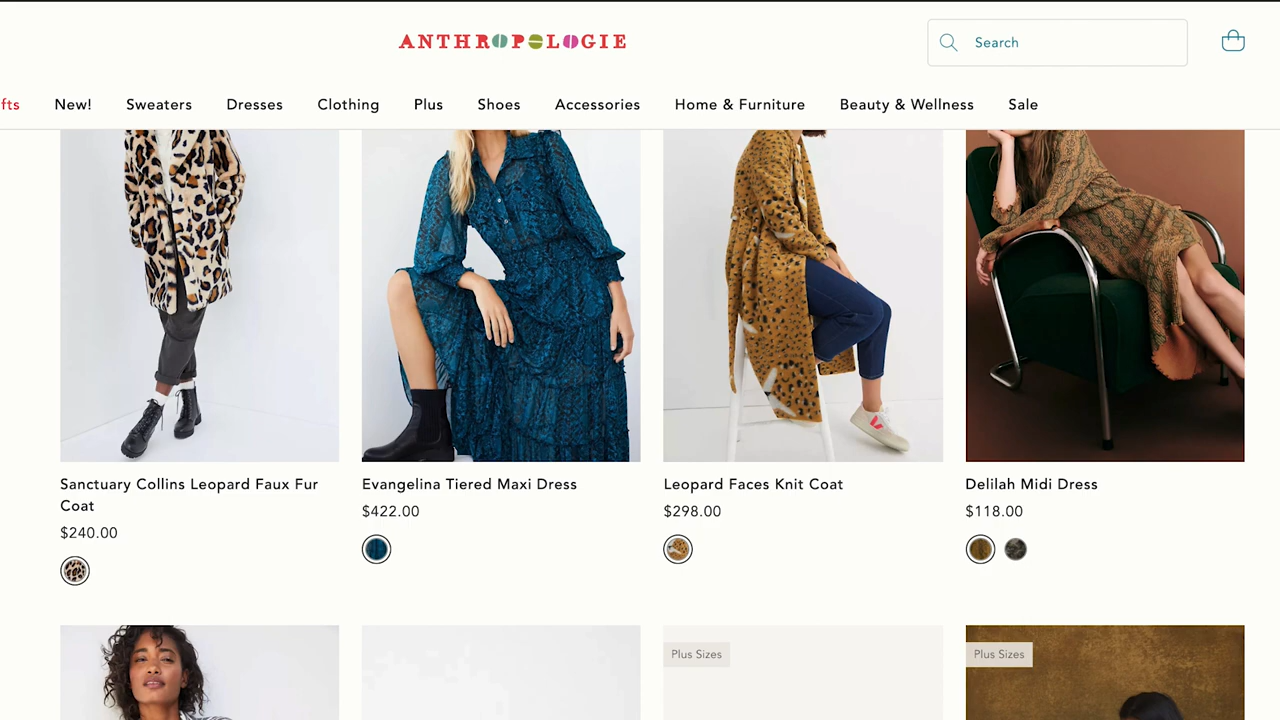 ANTHROPOLOGIE
Search
fts New! Sweaters Dresses Clothing Plus Shoes Accessories Home & Furniture Beauty & Wellness Sale
Sanctuary Collins Leopard Faux Fur
Coat
$240.00
Evangelina Tiered Maxi Dress
$422.00
Leopard Faces Knit Coat
$298.00
Delilah Midi Dress
$118.00
Plus Sizes
Plus Sizes